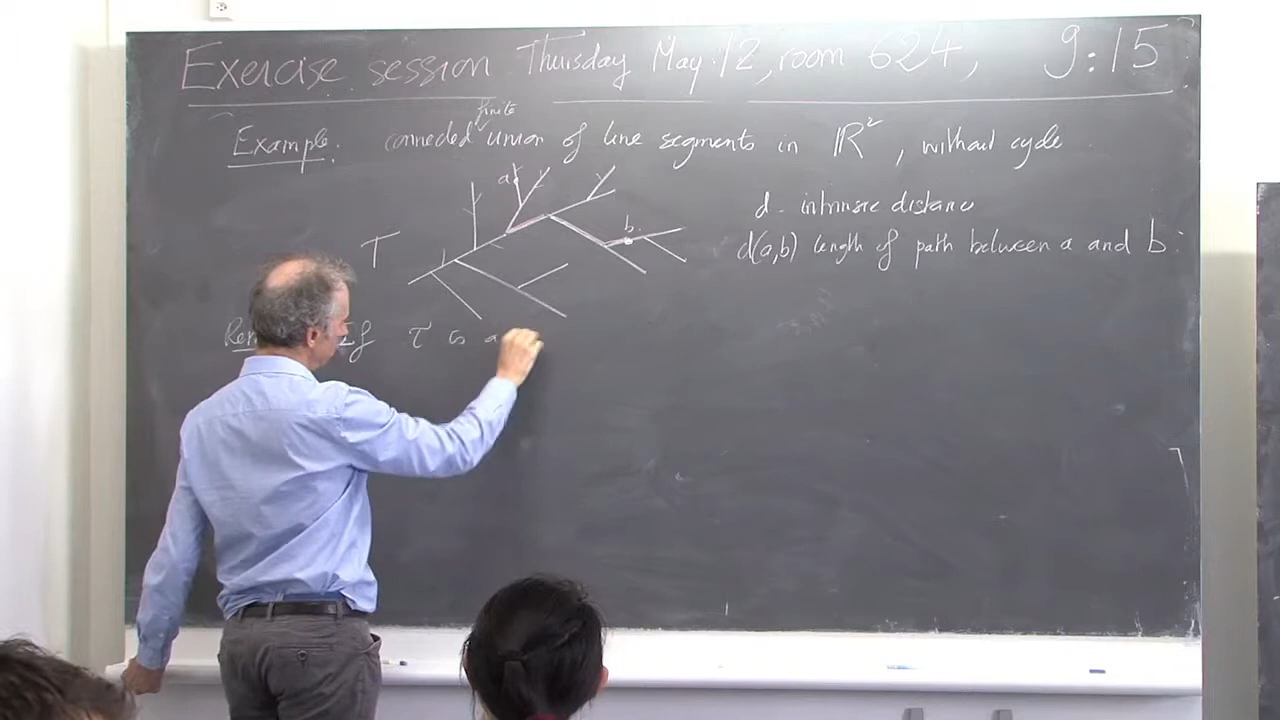 Exercise session Thursday May 12, room 624, 9:15
finite
Example. connected union of line segments in ℝ², without cycle
a
d - intrinsic distance
b
T
d(a,b) length of path between a and b.
Rem If τ is a